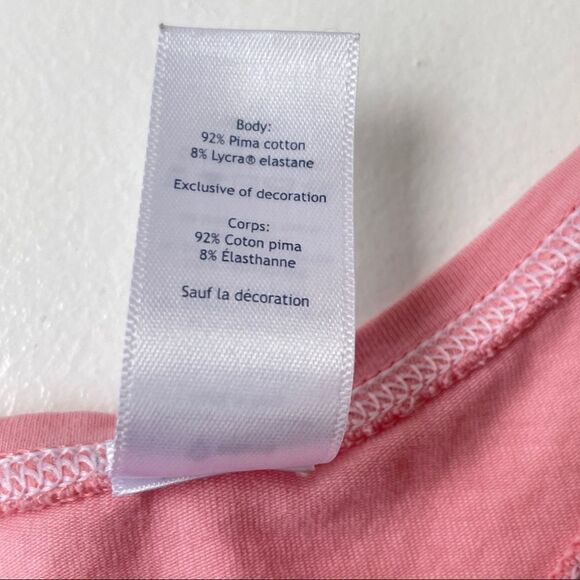 Body:
92% Pima cotton
8% Lycra® elastane
Exclusive of decoration
Corps:
92% Coton pima
8% Élasthanne
Sauf la décoration